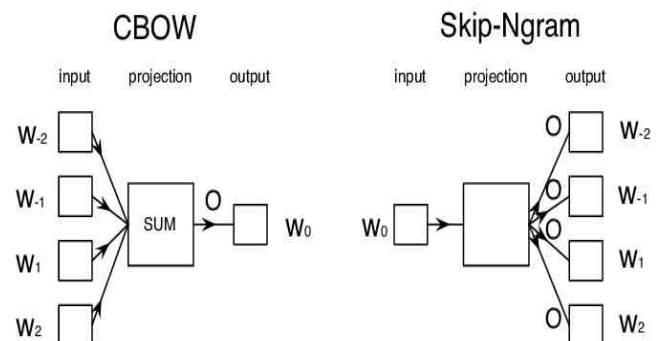 CBOW Skip-Ngram
input projection output input projection output
W-2 O W-2
W-1 O O W-1
SUM W0 W0 O
W1 W1
W2 O W2